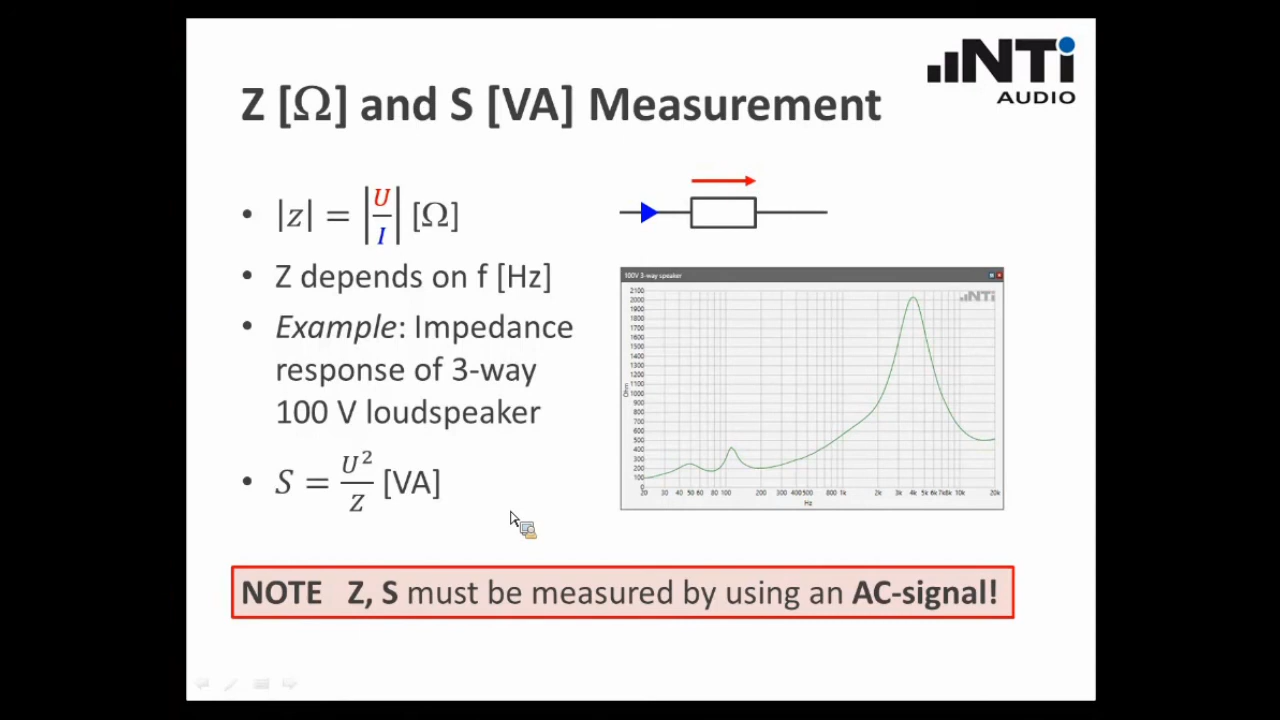 NTi
AUDIO
Z [Ω] and S [VA] Measurement
• |z| = |U/I| [Ω]
• Z depends on f [Hz]
• Example: Impedance
response of 3-way
100 V loudspeaker
• S = U²/Z [VA]
100V 3-way speaker
NTi
2100
2000
1900
1800
1700
1600
1500
1400
1300
1200
1100
1000
900
800
700
600
500
400
300
200
100
0
Ohm
20 30 40 50 60 80 100 200 300 400 500 800 1k 2k 3k 4k 5k 6k 7k8k 10k 20k
Hz
NOTE Z, S must be measured by using an AC-signal!